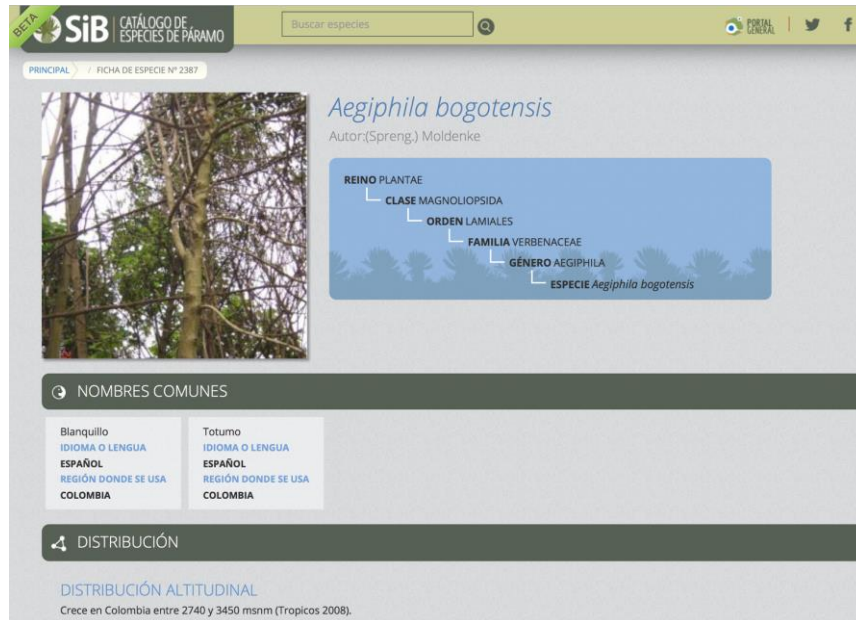 BETA
SiB CATÁLOGO DE ESPECIES DE PÁRAMO
Buscar especies
PORTAL GENERAL
PRINCIPAL / FICHA DE ESPECIE Nº 2387
Aegiphila bogotensis
Autor:(Spreng.) Moldenke
REINO PLANTAE
CLASE MAGNOLIOPSIDA
ORDEN LAMIALES
FAMILIA VERBENACEAE
GÉNERO AEGIPHILA
ESPECIE Aegiphila bogotensis
NOMBRES COMUNES
Blanquillo
IDIOMA O LENGUA
ESPAÑOL
REGIÓN DONDE SE USA
COLOMBIA
Totumo
IDIOMA O LENGUA
ESPAÑOL
REGIÓN DONDE SE USA
COLOMBIA
DISTRIBUCIÓN
DISTRIBUCIÓN ALTITUDINAL
Crece en Colombia entre 2740 y 3450 msnm (Tropicos 2008).